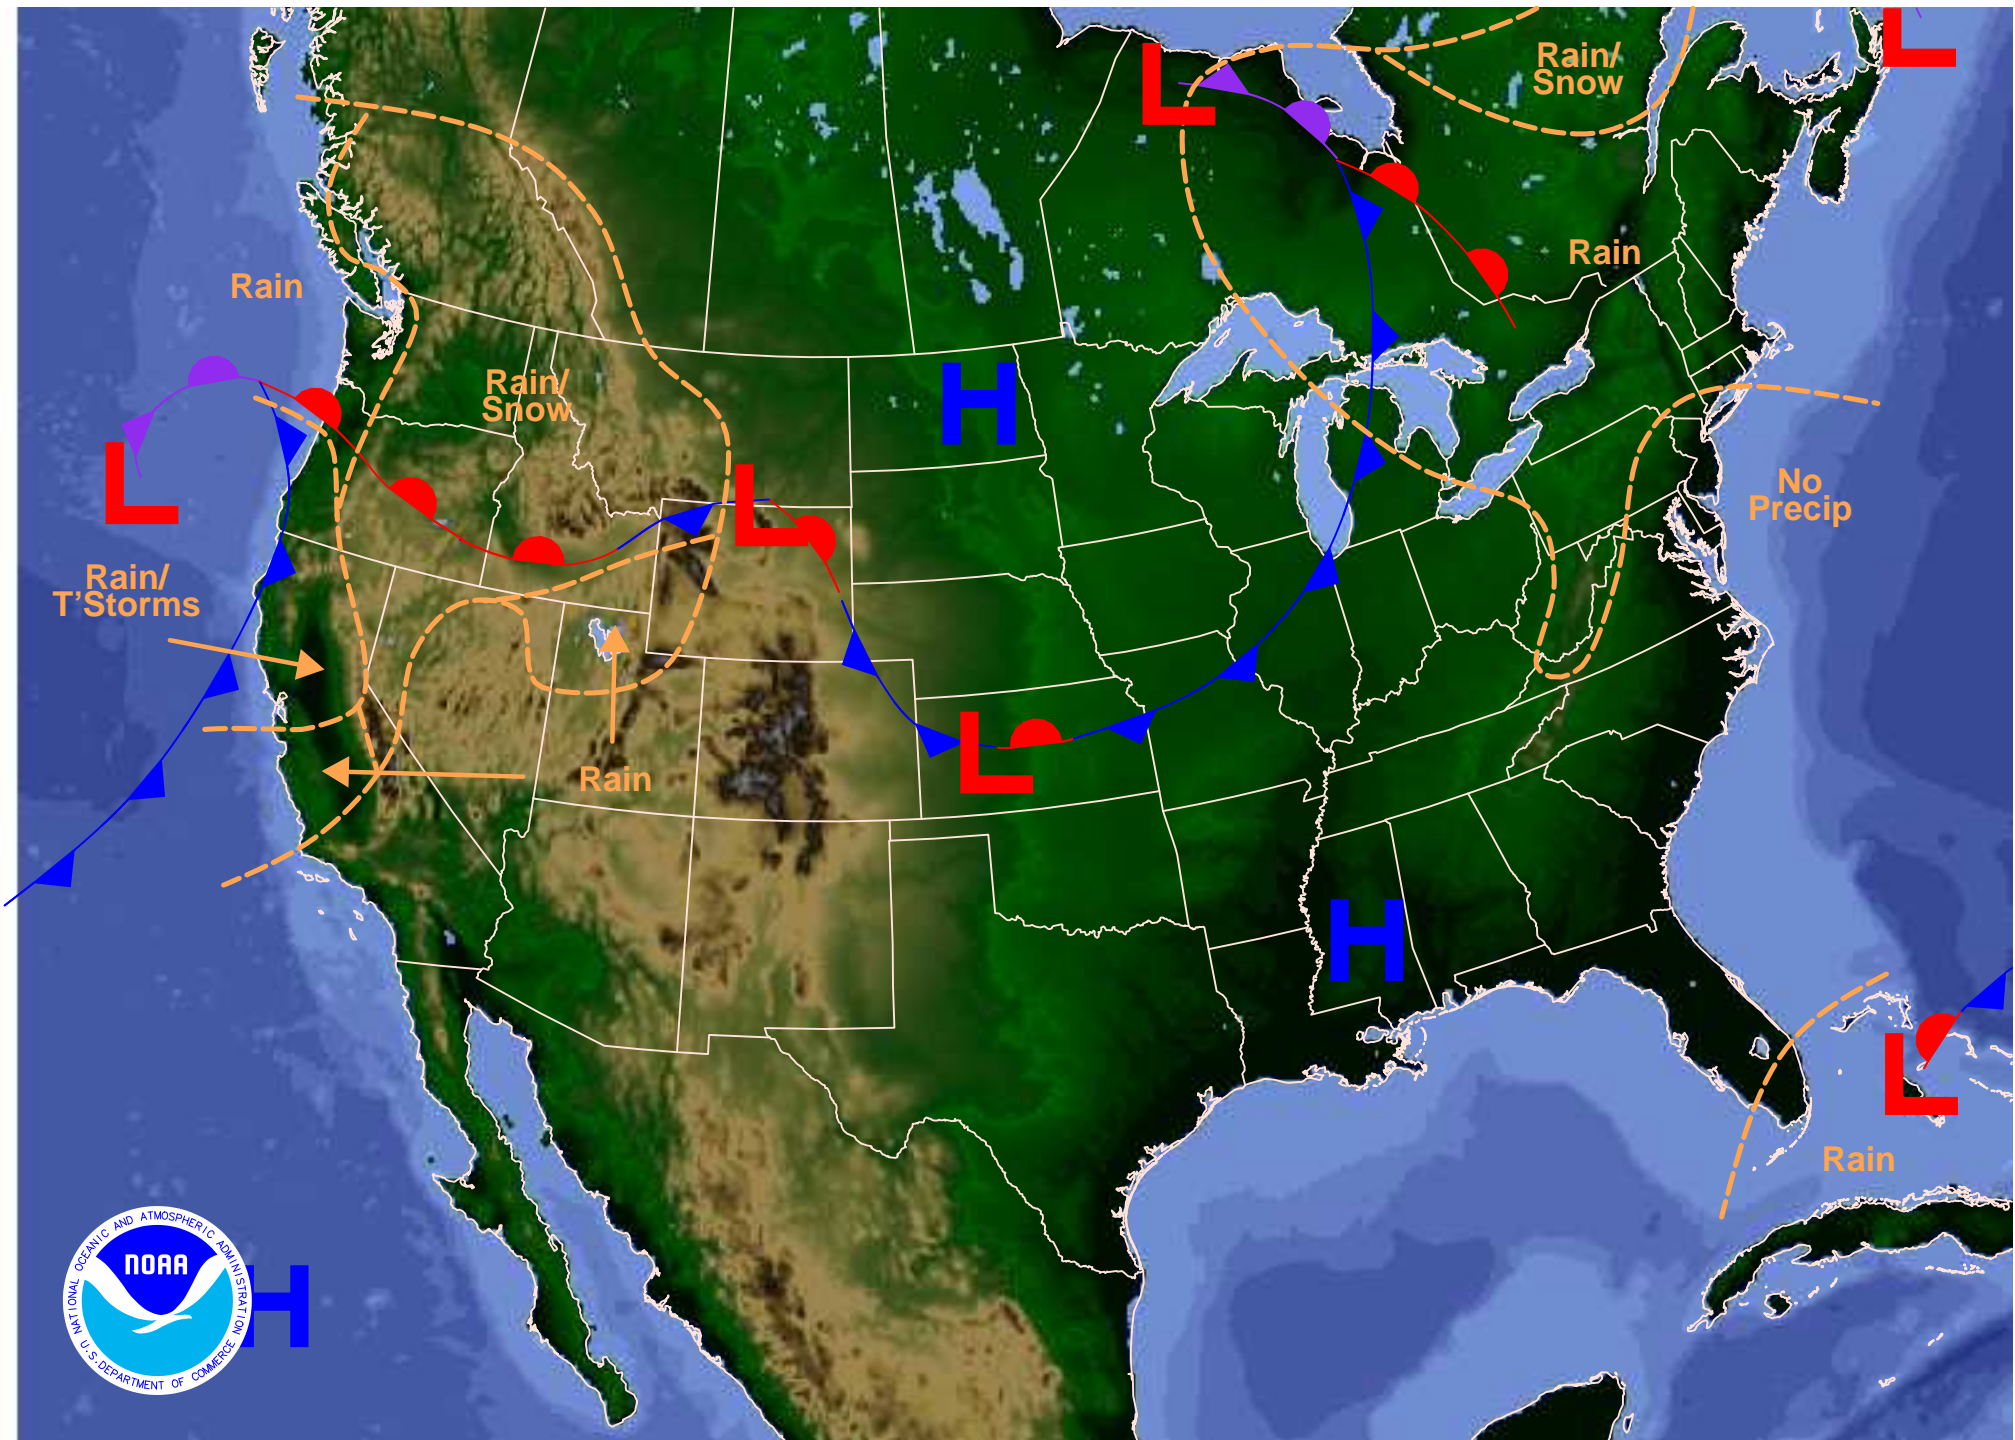 L
L
Rain/
Snow
Rain
Rain
H
Rain/
Snow
L
L
No
Precip
Rain/
T'Storms
L
Rain
H
L
Rain
H
NOAA
NATIONAL OCEANIC AND ATMOSPHERIC ADMINISTRATION
U.S. DEPARTMENT OF COMMERCE